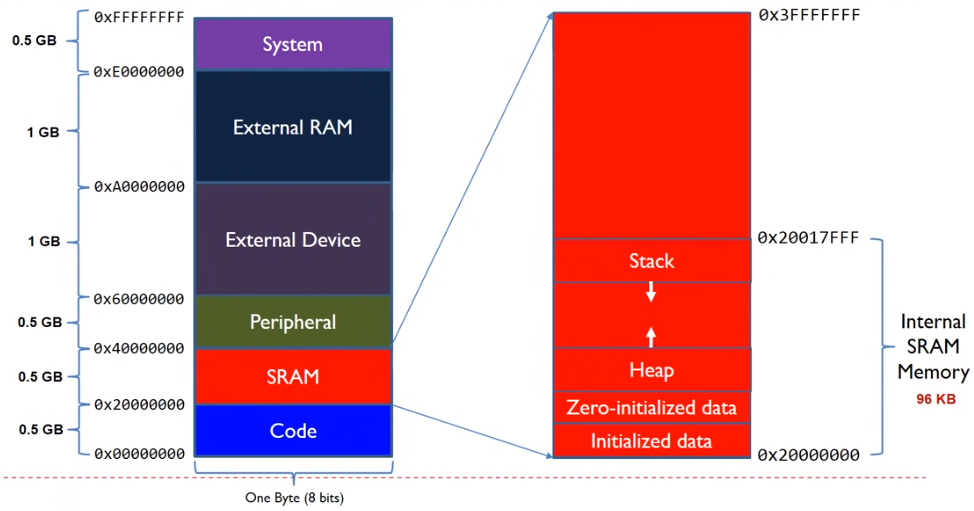 0xFFFFFFFF
0.5 GB
System
0xE0000000
1 GB
External RAM
0xA0000000
1 GB
External Device
0x60000000
0.5 GB
Peripheral
0x40000000
0.5 GB
SRAM
0x20000000
0.5 GB
Code
0x00000000
One Byte (8 bits)
0x3FFFFFFF
0x20017FFF
Stack
Heap
Zero-initialized data
Initialized data
0x20000000
Internal
SRAM
Memory
96 KB